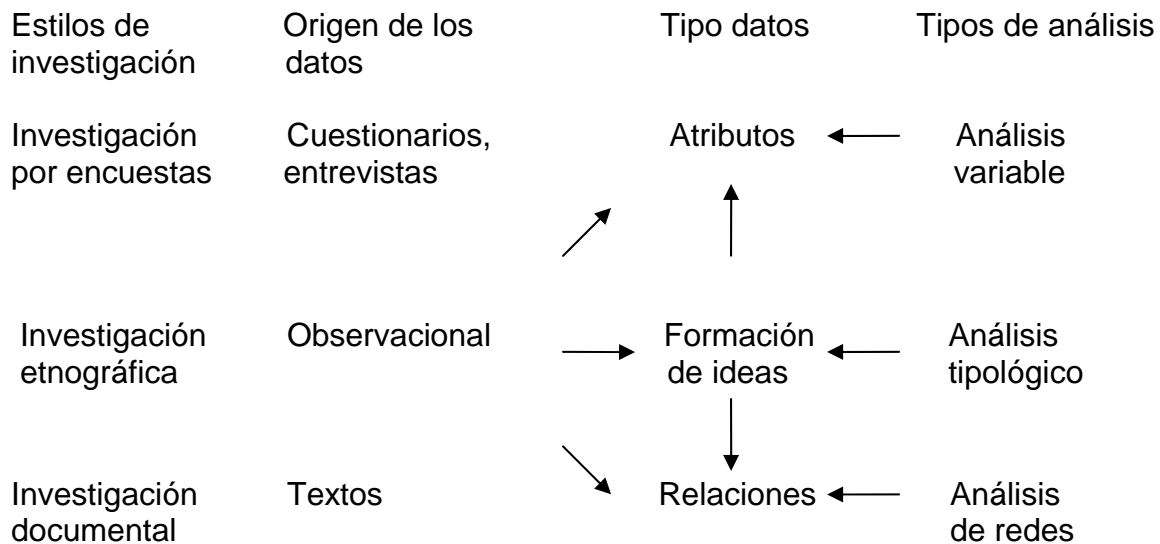 Estilos de Origen de los Tipo datos Tipos de análisis
investigación datos
Investigación Cuestionarios, Atributos Análisis
por encuestas entrevistas variable
Investigación Observacional Formación Análisis
etnográfica de ideas tipológico
Investigación Textos Relaciones Análisis
documental de redes